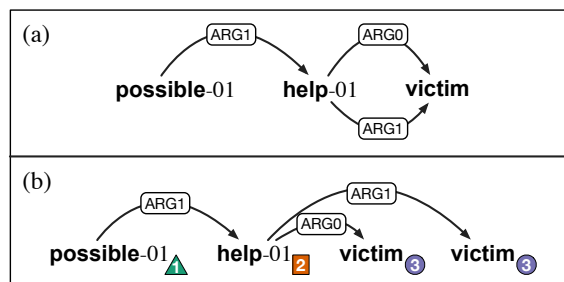 (a)
ARG1 ARG0
possible-01 help-01 victim
ARG1
(b)
ARG1 ARG1
ARG0
possible-01 1 help-01 2 victim 3 victim 3